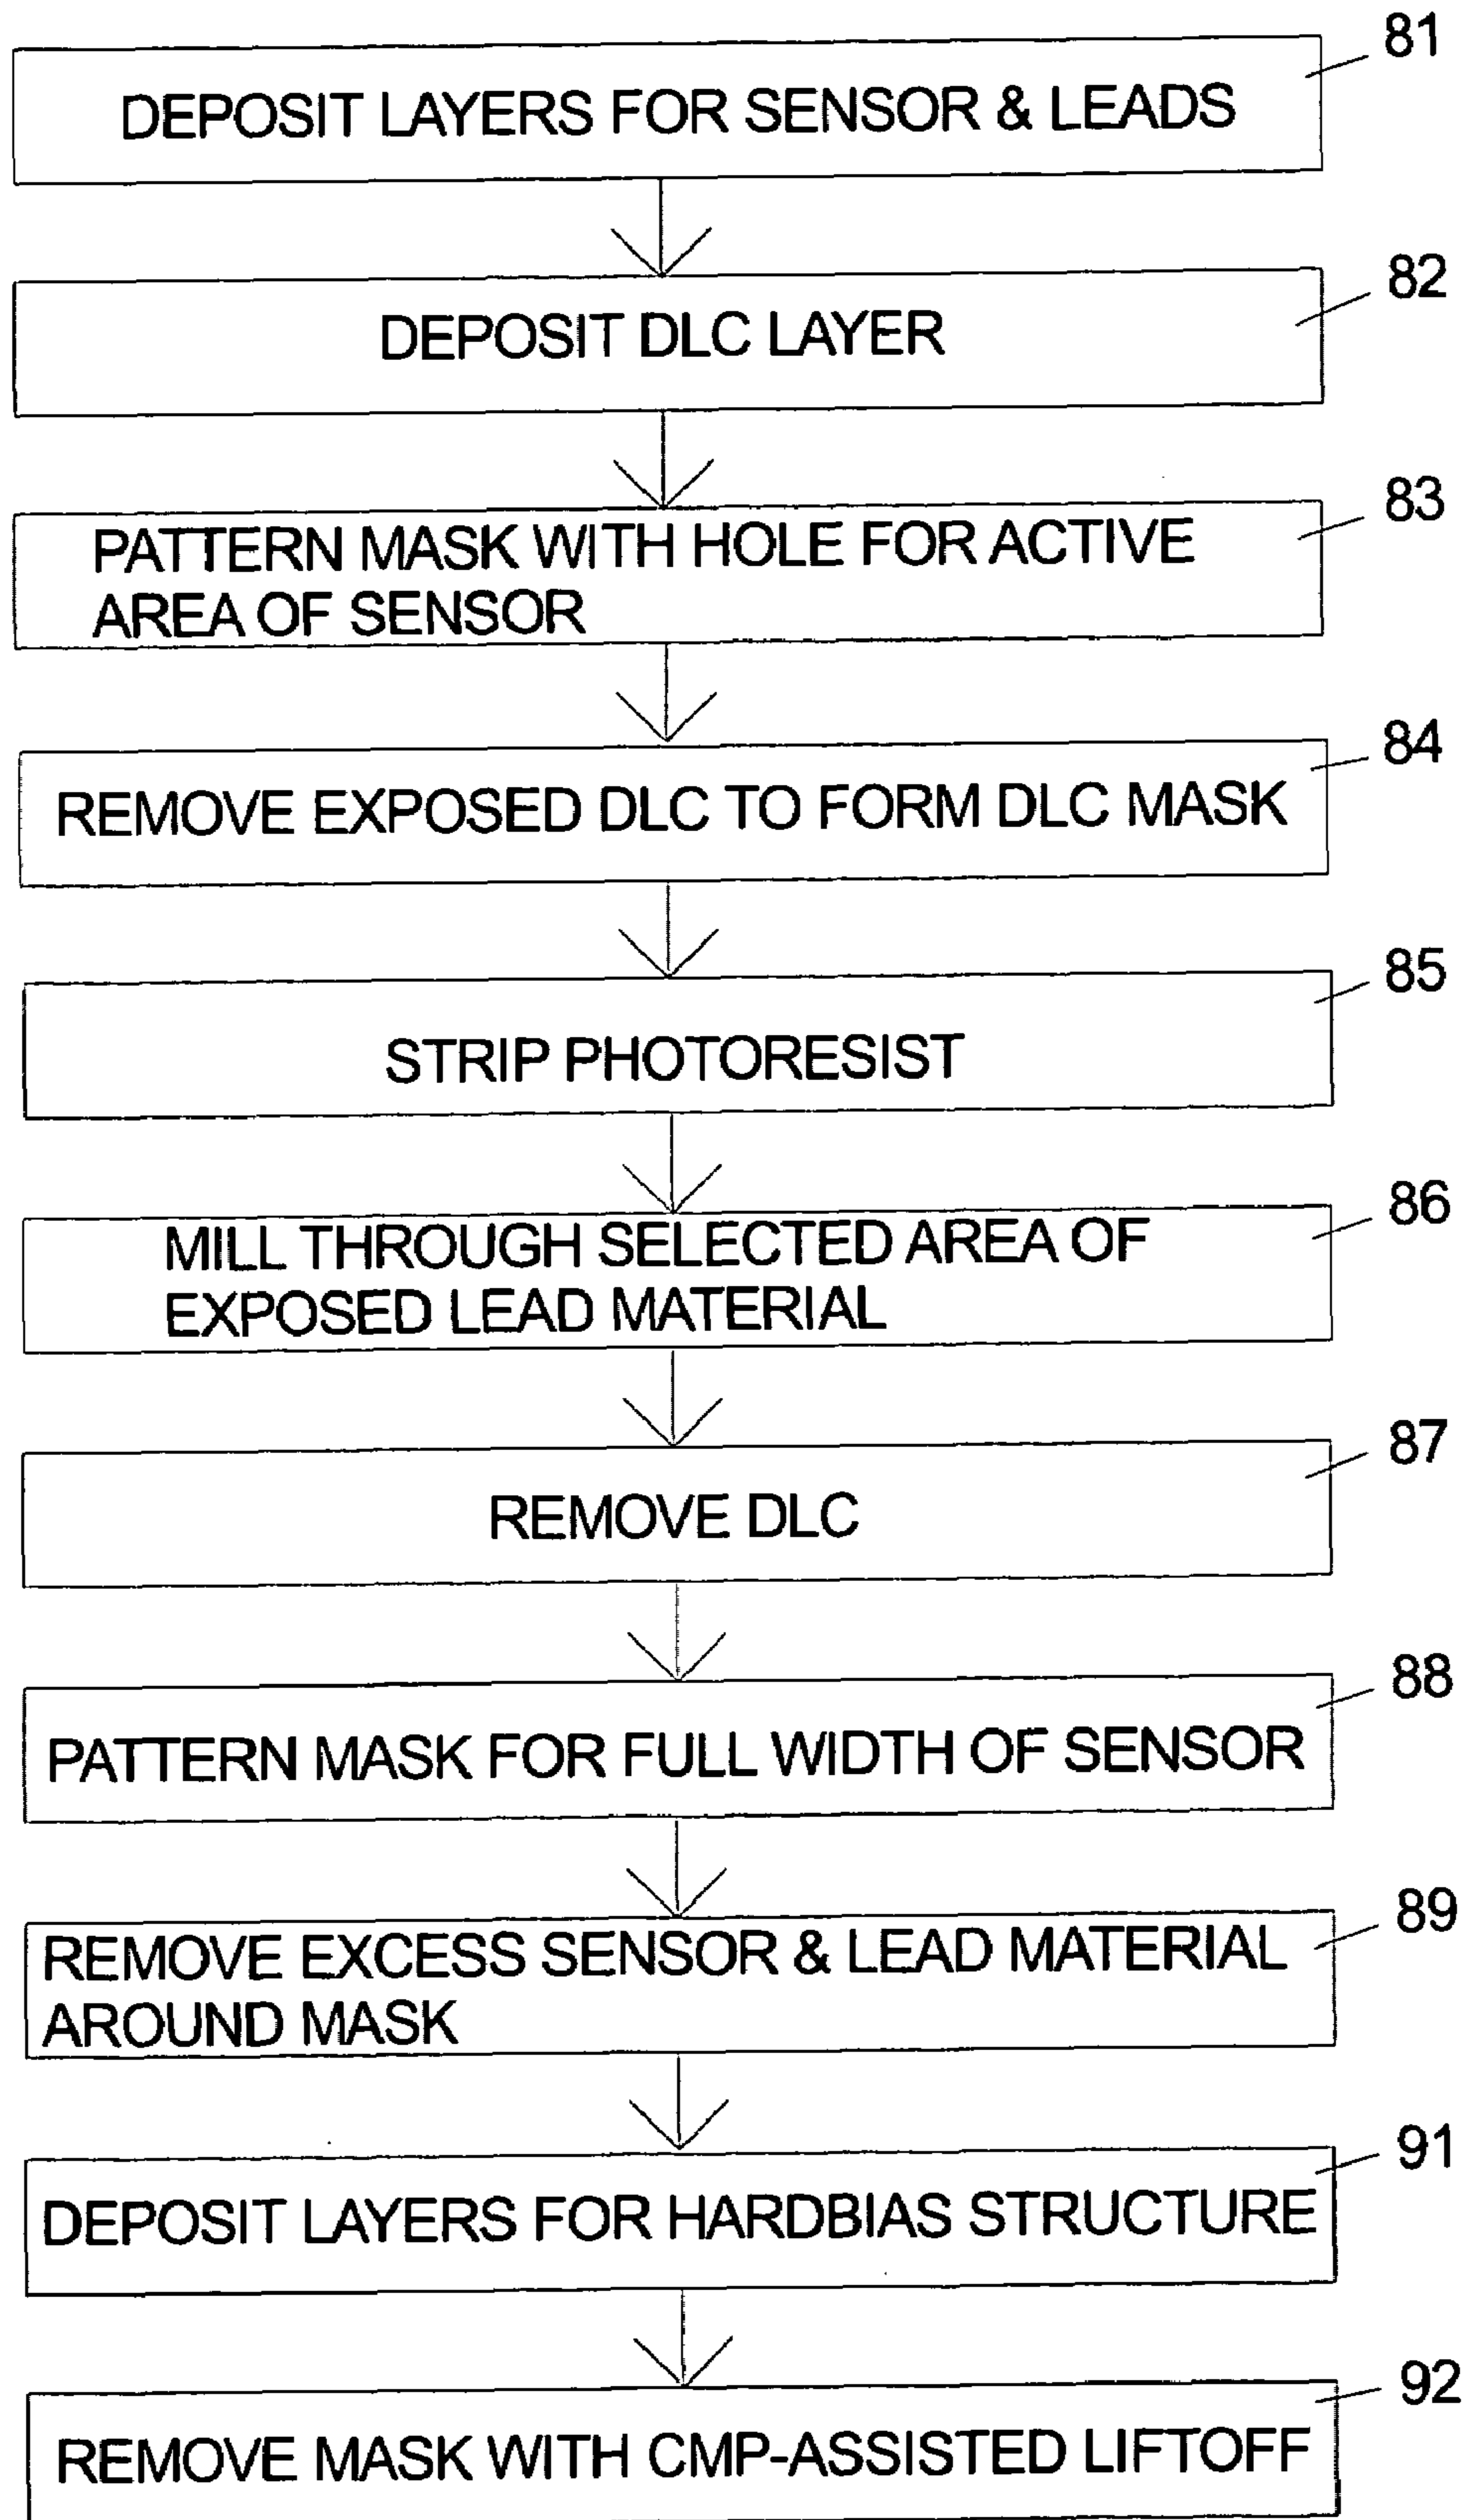 81
DEPOSIT LAYERS FOR SENSOR & LEADS
82
DEPOSIT DLC LAYER
83
PATTERN MASK WITH HOLE FOR ACTIVE
AREA OF SENSOR
84
REMOVE EXPOSED DLC TO FORM DLC MASK
85
STRIP PHOTORESIST
86
MILL THROUGH SELECTED AREA OF
EXPOSED LEAD MATERIAL
87
REMOVE DLC
88
PATTERN MASK FOR FULL WIDTH OF SENSOR
89
REMOVE EXCESS SENSOR & LEAD MATERIAL
AROUND MASK
91
DEPOSIT LAYERS FOR HARDBIAS STRUCTURE
92
REMOVE MASK WITH CMP-ASSISTED LIFTOFF